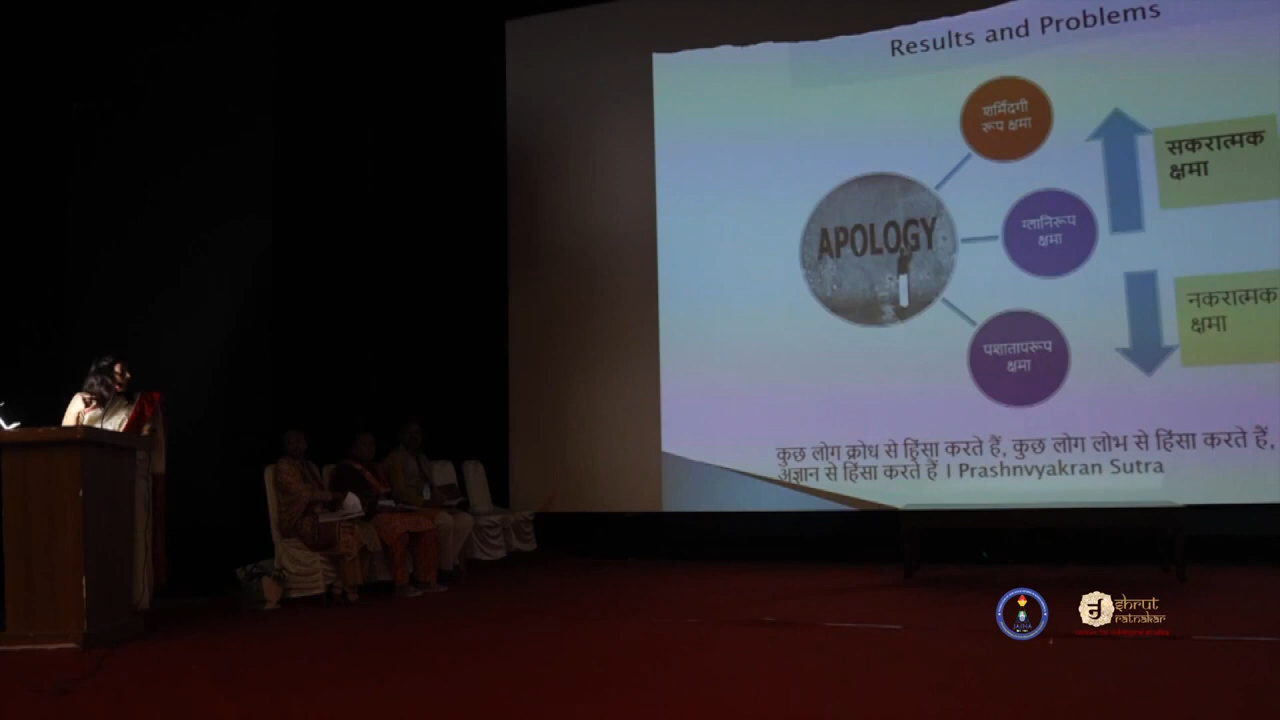 Results and Problems
शर्मिदगी
रूप क्षमा
सकरात्मक
क्षमा
APOLOGY
ग्लानिरूप
क्षमा
नकरात्मक
क्षमा
पशातापरूप
क्षमा
कुछ लोग क्रोध से हिंसा करते हैं, कुछ लोग लोभ से हिंसा करते हैं,
अज्ञान से हिंसा करते हैं । Prashnvyakran Sutra
JAINA
shrut
ratnakar